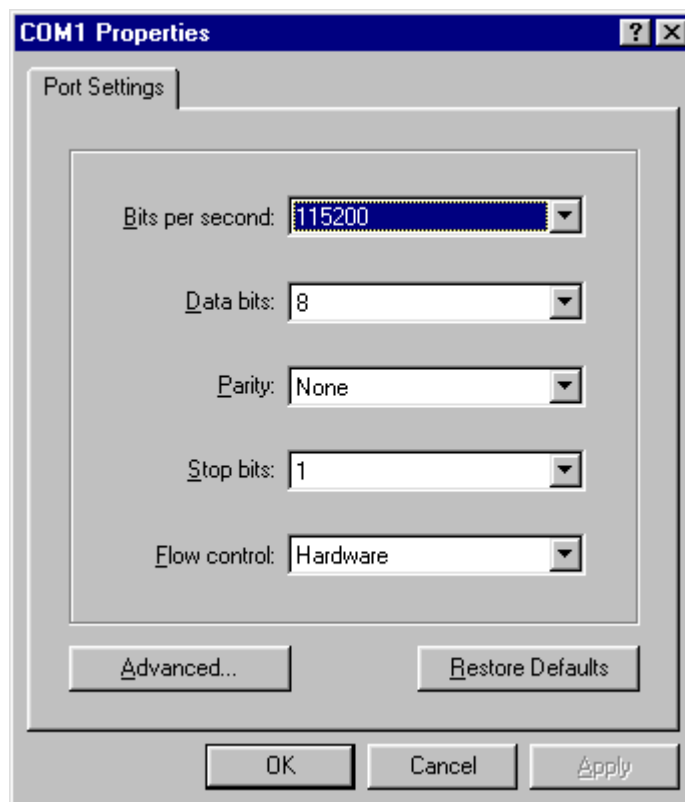 COM1 Properties
Port Settings
Bits per second: 115200
Data bits: 8
Parity: None
Stop bits: 1
Flow control: Hardware
Advanced... Restore Defaults
OK Cancel Apply